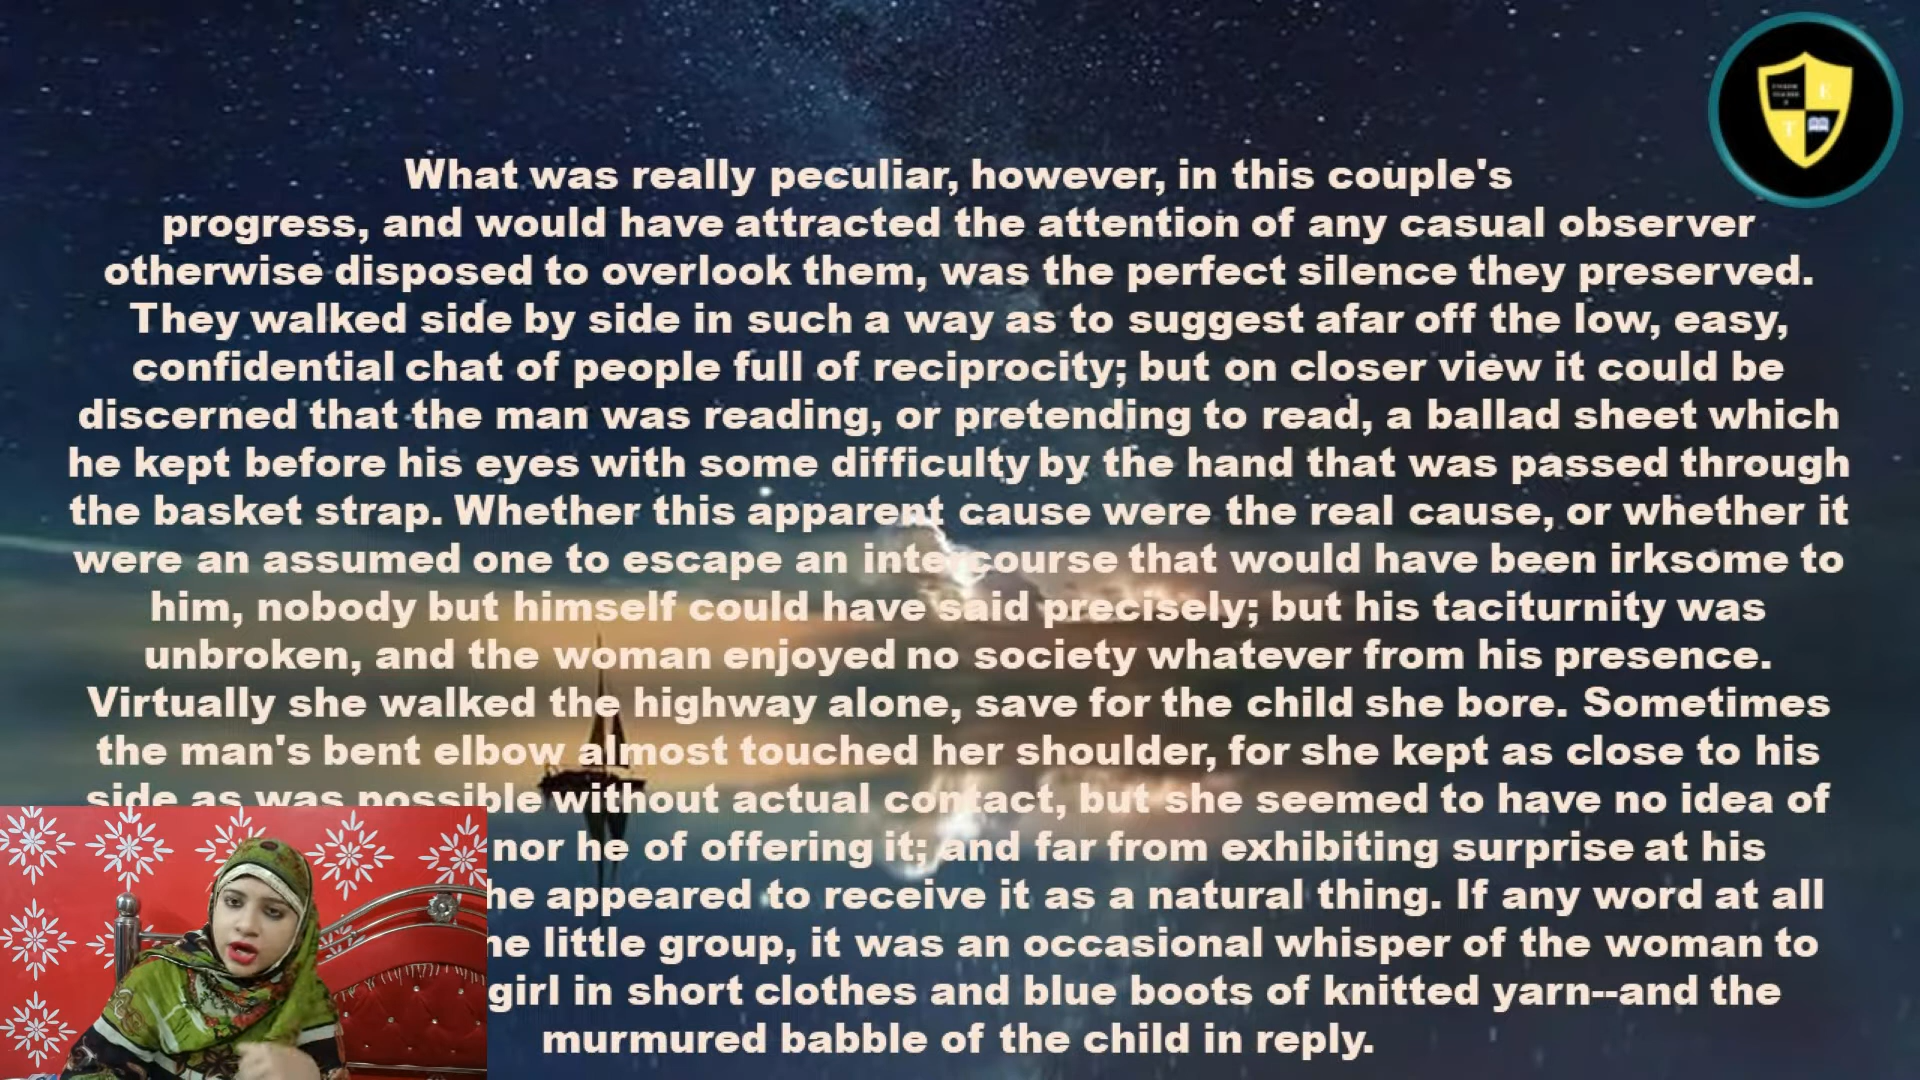 What was really peculiar, however, in this couple's
progress, and would have attracted the attention of any casual observer
otherwise disposed to overlook them, was the perfect silence they preserved.
They walked side by side in such a way as to suggest afar off the low, easy,
confidential chat of people full of reciprocity; but on closer view it could be
discerned that the man was reading, or pretending to read, a ballad sheet which
he kept before his eyes with some difficulty by the hand that was passed through
the basket strap. Whether this apparent cause were the real cause, or whether it
were an assumed one to escape an intercourse that would have been irksome to
him, nobody but himself could have said precisely; but his taciturnity was
unbroken, and the woman enjoyed no society whatever from his presence.
Virtually she walked the highway alone, save for the child she bore. Sometimes
the man's bent elbow almost touched her shoulder, for she kept as close to his
side as was possible without actual contact, but she seemed to have no idea of
nor he of offering it; and far from exhibiting surprise at his
appeared to receive it as a natural thing. If any word at all
little group, it was an occasional whisper of the woman to
girl in short clothes and blue boots of knitted yarn--and the
murmured babble of the child in reply.
E
T